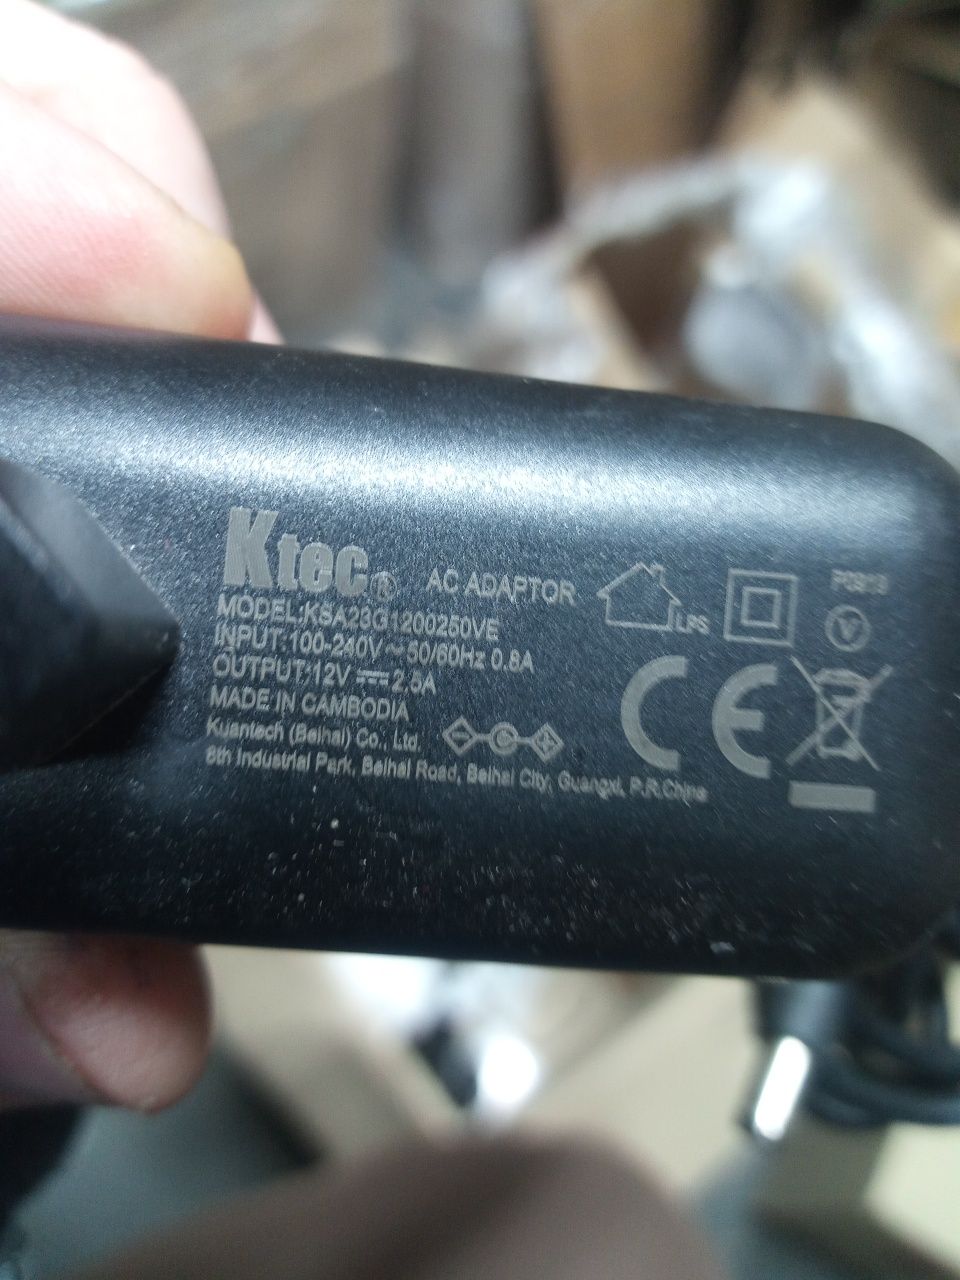 Ktec® AC ADAPTOR
MODEL:KSA23G1200250VE
INPUT:100-240V ~ 50/60Hz 0.8A
OUTPUT:12V ⎓ 2.5A
MADE IN CAMBODIA
Kuantech (Beihai) Co., Ltd.
6th Industrial Park, Beihai Road, Beihai City, Guangxi, P.R.China
LPS
V
CE